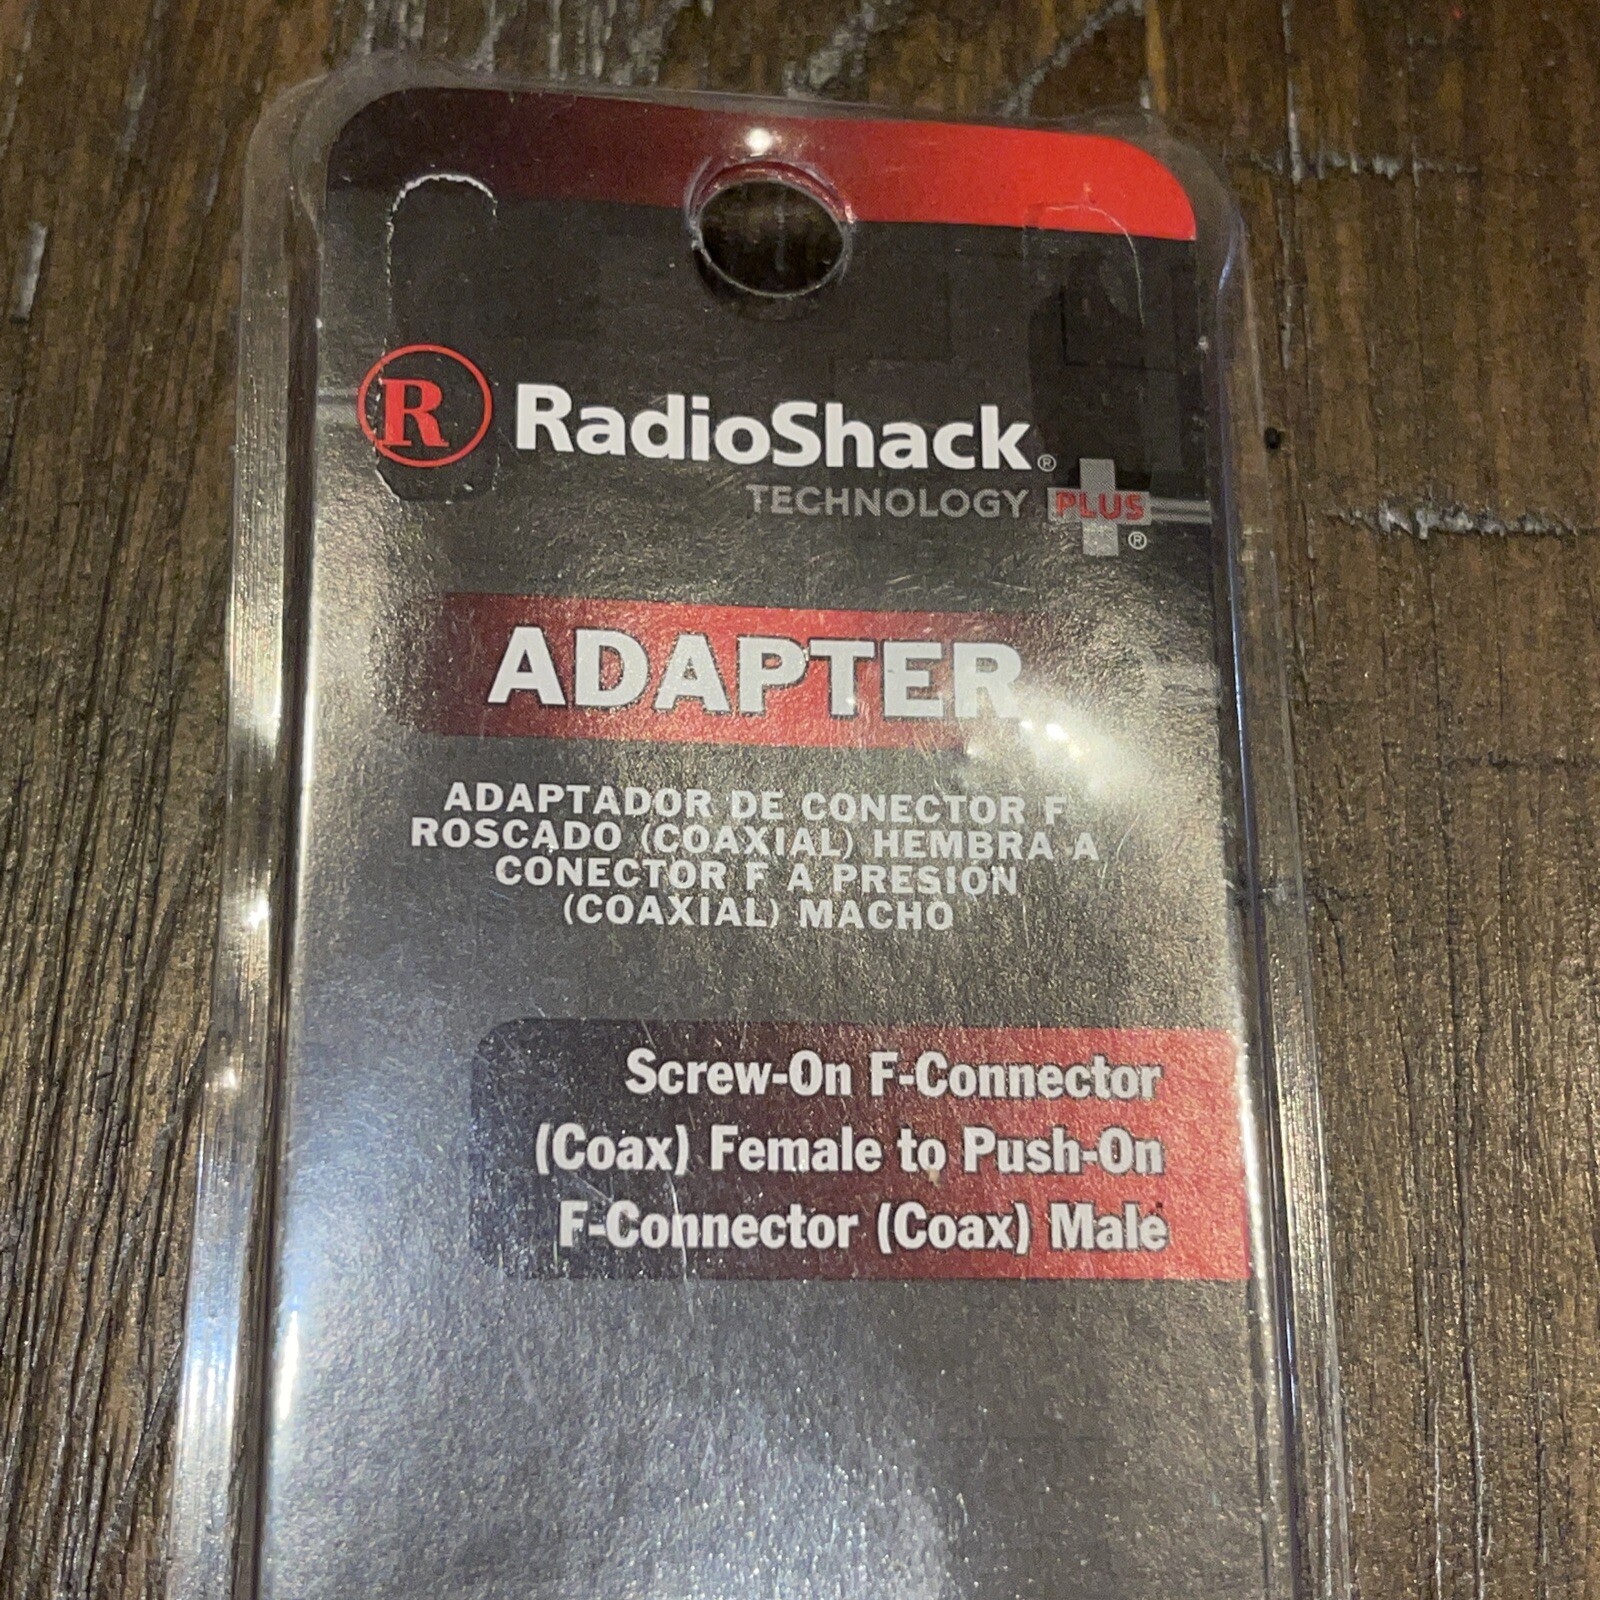 R RadioShack®
TECHNOLOGY PLUS®
ADAPTER
ADAPTADOR DE CONECTOR F
ROSCADO (COAXIAL) HEMBRA A
CONECTOR F A PRESIÓN
(COAXIAL) MACHO
Screw-On F-Connector
(Coax) Female to Push-On
F-Connector (Coax) Male